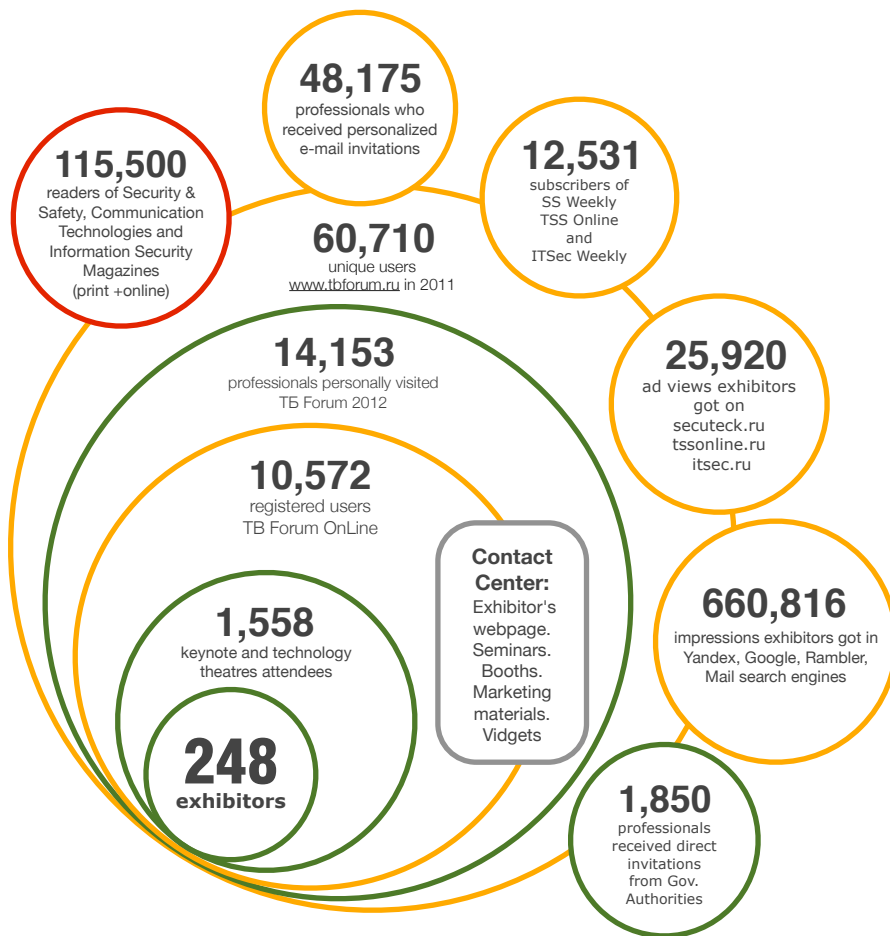 48,175
professionals who
received personalized
e-mail invitations
115,500
readers of Security &
Safety, Communication
Technologies and
Information Security
Magazines
(print +online)
12,531
subscribers of
SS Weekly
TSS Online
and
ITSec Weekly
60,710
unique users
www.tbforum.ru in 2011
14,153
professionals personally visited
ТБ Forum 2012
25,920
ad views exhibitors
got on
secuteck.ru
tssonline.ru
itsec.ru
10,572
registered users
TB Forum OnLine
Contact
Center:
Exhibitor's
webpage.
Seminars.
Booths.
Marketing
materials.
Vidgets
660,816
impressions exhibitors got in
Yandex, Google, Rambler,
Mail search engines
1,558
keynote and technology
theatres attendees
248
exhibitors
1,850
professionals
received direct
invitations
from Gov.
Authorities